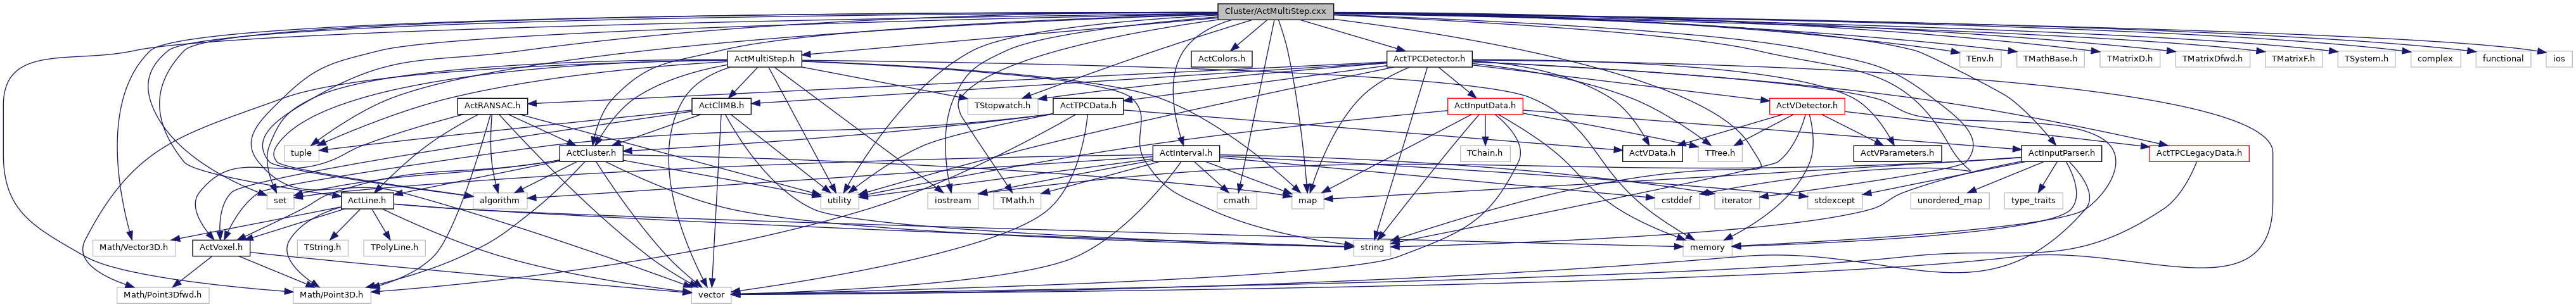 Cluster/ActMultiStep.cxx
ActMultiStep.h
ActColors.h
ActTPCDetector.h
TEnv.h
TMathBase.h
TMatrixD.h
TMatrixDfwd.h
TMatrixF.h
TSystem.h
complex
functional
ios
ActRANSAC.h
ActClIMB.h
TStopwatch.h
ActTPCData.h
ActInputData.h
ActVDetector.h
tuple
ActCluster.h
ActInterval.h
TChain.h
ActVData.h
TTree.h
ActVParameters.h
ActInputParser.h
ActTPCLegacyData.h
set
ActLine.h
algorithm
utility
iostream
TMath.h
cmath
map
cstddef
iterator
stdexcept
unordered_map
type_traits
Math/Vector3D.h
ActVoxel.h
TString.h
TPolyLine.h
string
memory
Math/Point3Dfwd.h
Math/Point3D.h
vector